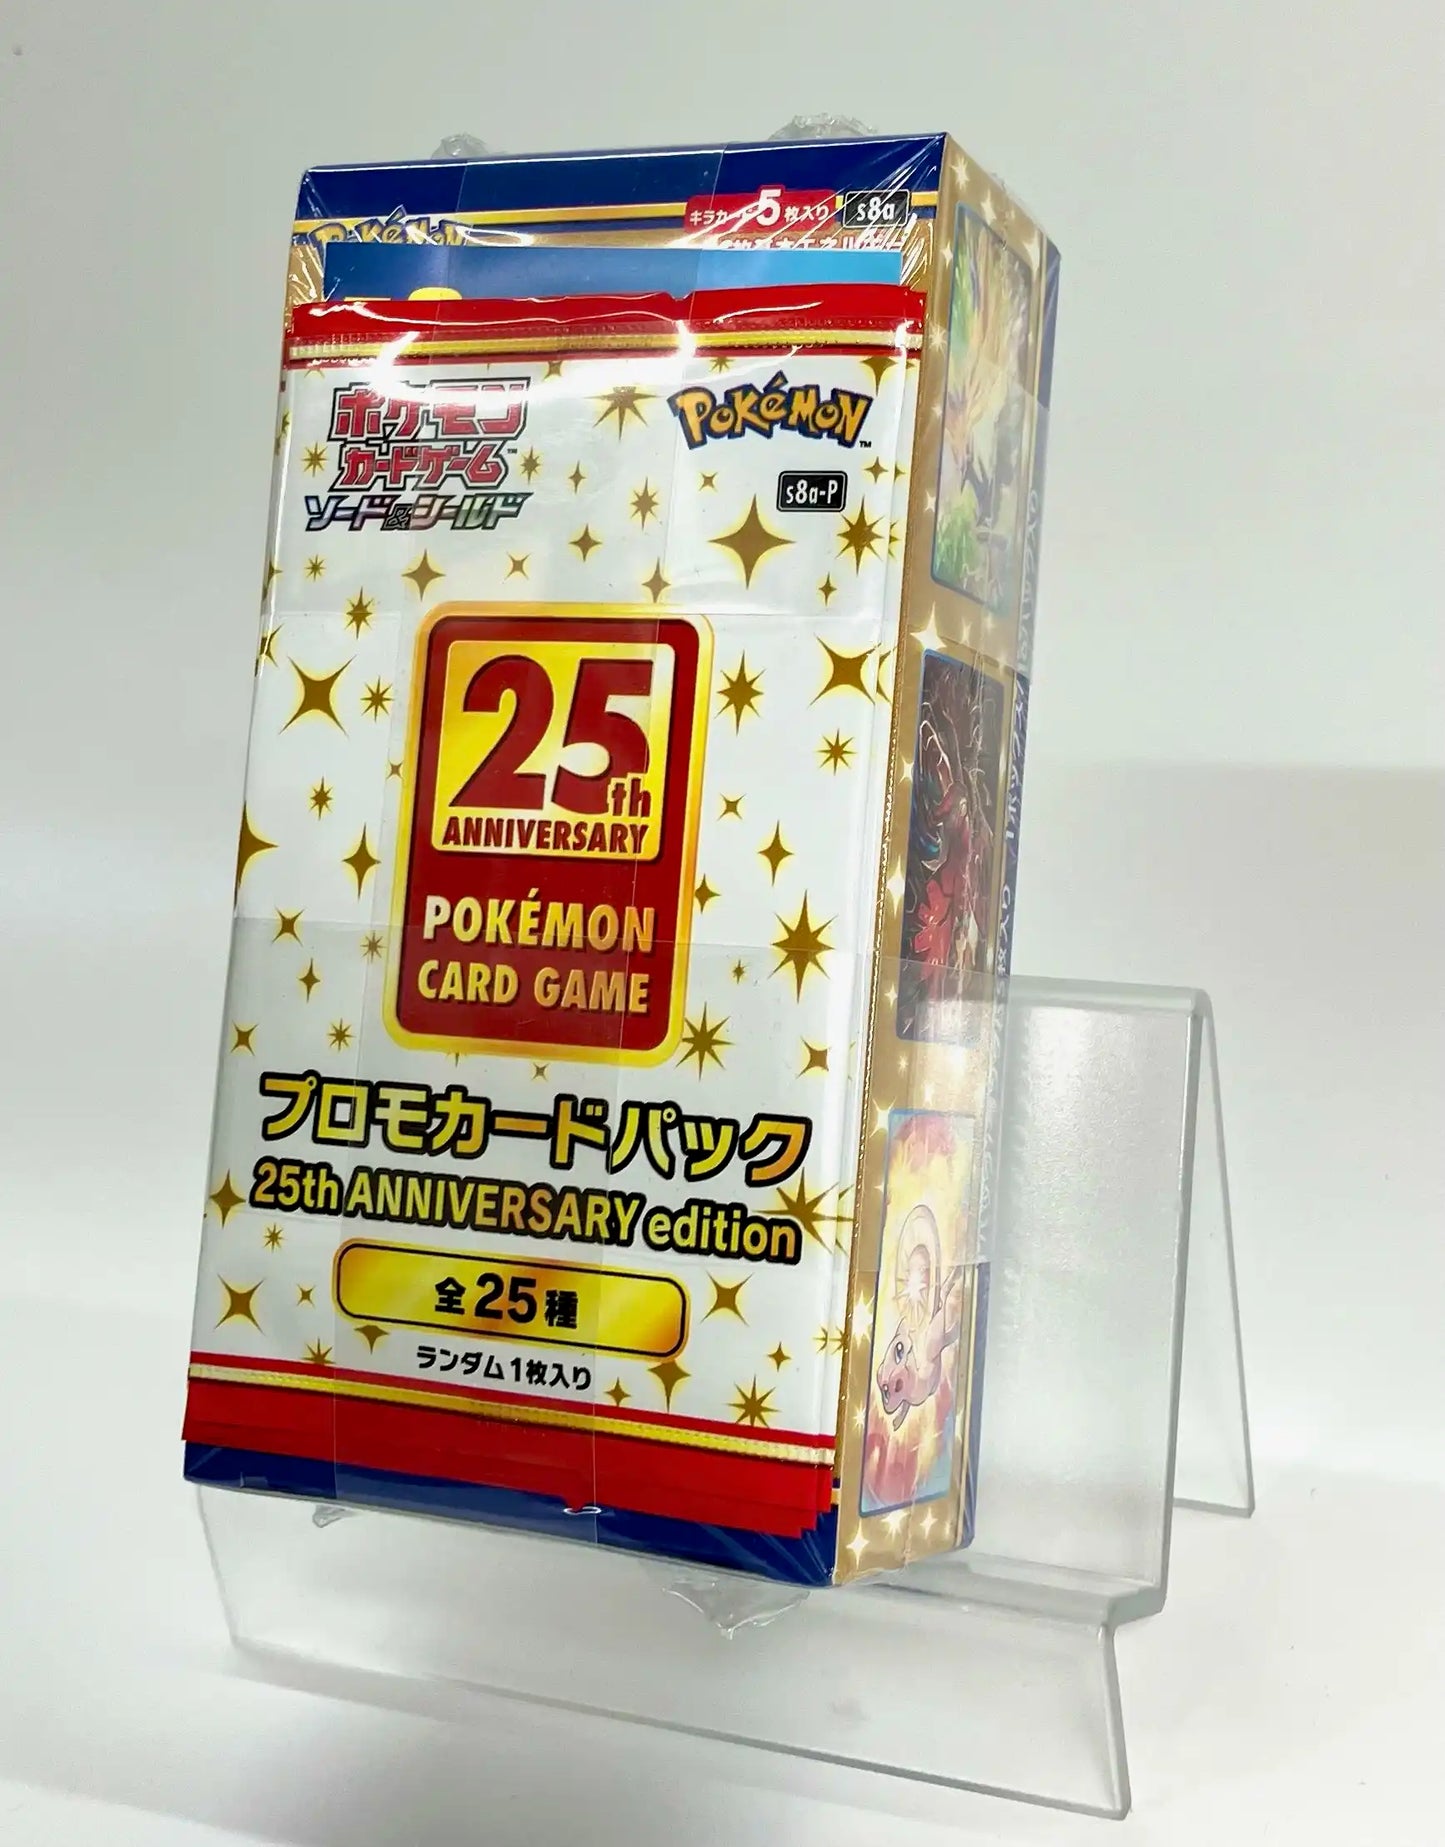 Pokémon
キラカード5枚入り
s8a
ポケモン
カードゲーム™
ソード&シールド
Pokémon™
s8a-P
25th
ANNIVERSARY
POKÉMON
CARD GAME
プロモカードパック
25th ANNIVERSARY edition
全25種
ランダム1枚入り